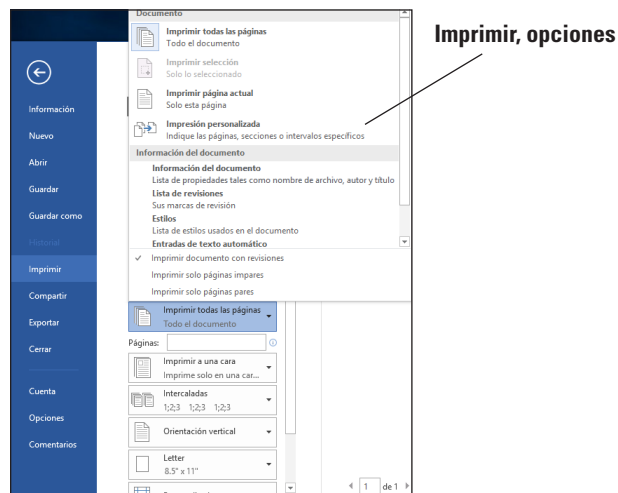 Documento
Imprimir todas las páginas
Todo el documento
Imprimir selección
Solo lo seleccionado
Imprimir página actual
Solo esta página
Impresión personalizada
Indique las páginas, secciones o intervalos específicos
Información del documento
Información del documento
Lista de propiedades tales como nombre de archivo, autor y título
Lista de revisiones
Sus marcas de revisión
Estilos
Lista de estilos usados en el documento
Entradas de texto automático
Imprimir documento con revisiones
Imprimir solo páginas impares
Imprimir solo páginas pares
Imprimir, opciones
Información
Nuevo
Abrir
Guardar
Guardar como
Historial
Imprimir
Compartir
Exportar
Cerrar
Cuenta
Opciones
Comentarios
Imprimir todas las páginas
Todo el documento
Páginas:
Imprimir a una cara
Imprime solo en una car...
Intercaladas
1;2;3 1;2;3 1;2;3
Orientación vertical
Letter
8.5" x 11"
1 de 1